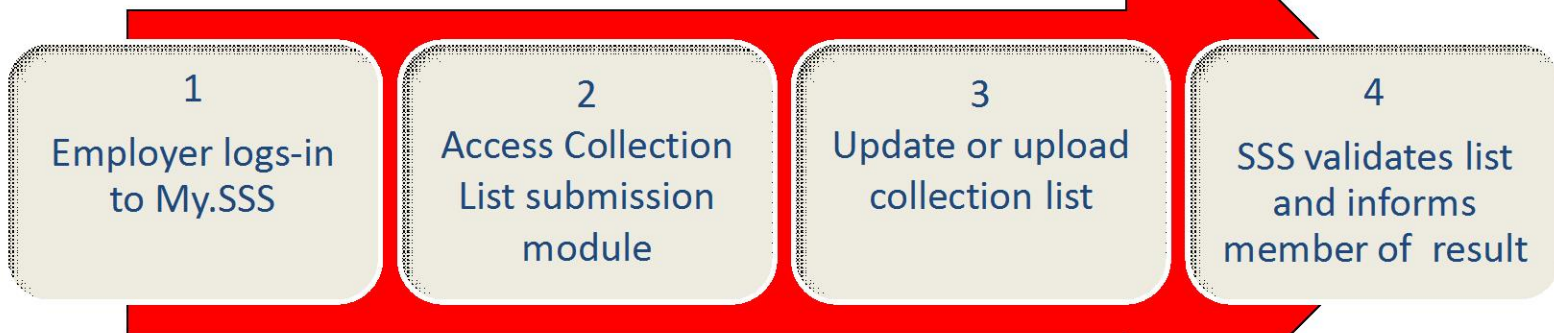 1
Employer logs-in
to My.SSS
2
Access Collection
List submission
module
3
Update or upload
collection list
4
SSS validates list
and informs
member of  result